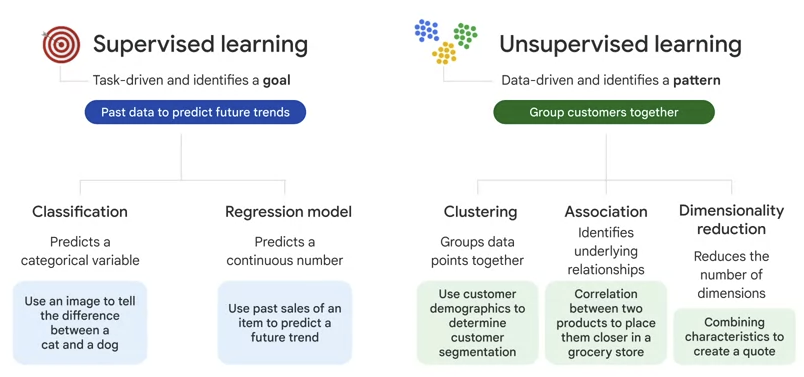 Supervised learning
Task-driven and identifies a goal
Past data to predict future trends
Classification
Predicts a
categorical variable
Use an image to tell
the difference
between a
cat and a dog
Regression model
Predicts a
continuous number
Use past sales of an
item to predict a
future trend
Unsupervised learning
Data-driven and identifies a pattern
Group customers together
Clustering
Groups data
points together
Use customer
demographics to
determine
customer
segmentation
Association
Identifies
underlying
relationships
Correlation
between two
products to place
them closer in a
grocery store
Dimensionality
reduction
Reduces the
number of
dimensions
Combining
characteristics to
create a quote